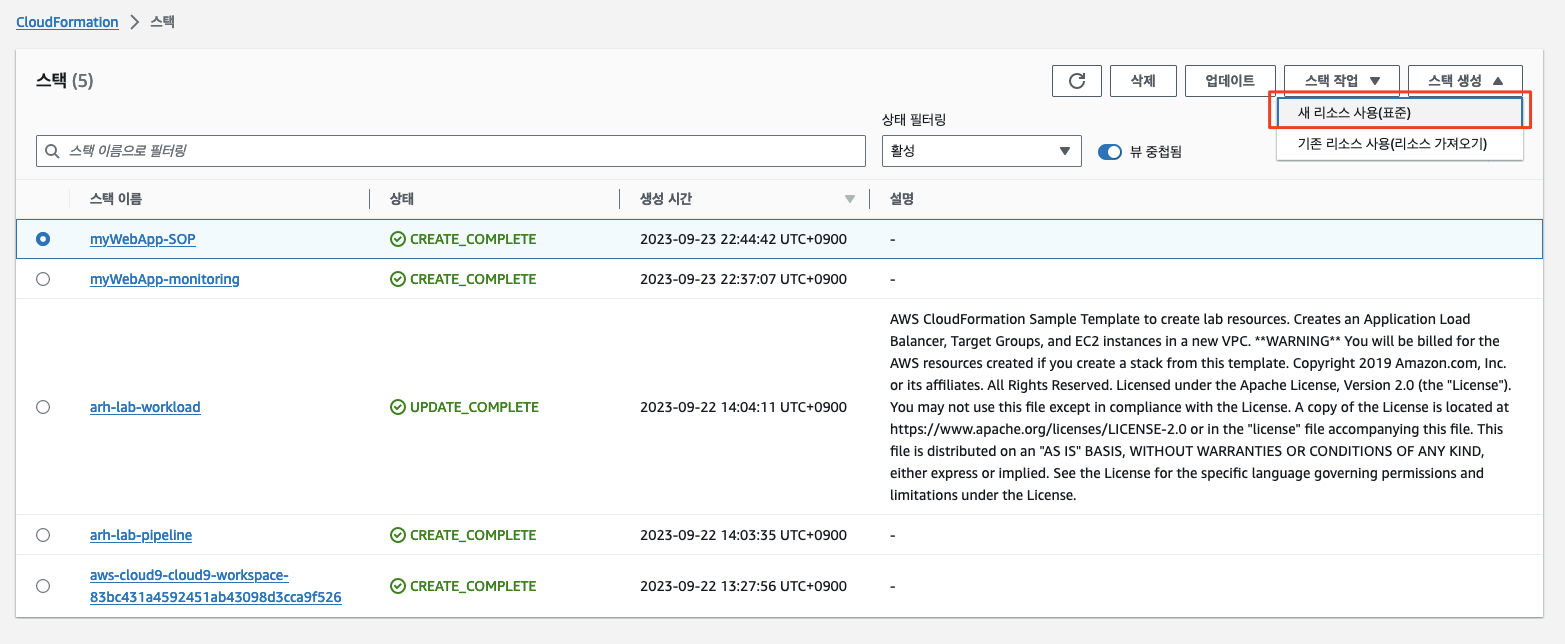 CloudFormation > 스택
스택 (5)
삭제
업데이트
스택 작업 ▼
스택 생성 ▲
새 리소스 사용(표준)
기존 리소스 사용(리소스 가져오기)
상태 필터링
스택 이름으로 필터링
활성
뷰 중첩됨
스택 이름
상태
생성 시간
설명
myWebApp-SOP
CREATE_COMPLETE
2023-09-23 22:44:42 UTC+0900
-
myWebApp-monitoring
CREATE_COMPLETE
2023-09-23 22:37:07 UTC+0900
-
arh-lab-workload
UPDATE_COMPLETE
2023-09-22 14:04:11 UTC+0900
AWS CloudFormation Sample Template to create lab resources. Creates an Application Load
Balancer, Target Groups, and EC2 instances in a new VPC. **WARNING** You will be billed for the
AWS resources created if you create a stack from this template. Copyright 2019 Amazon.com, Inc.
or its affiliates. All Rights Reserved. Licensed under the Apache License, Version 2.0 (the "License").
You may not use this file except in compliance with the License. A copy of the License is located at
https://www.apache.org/licenses/LICENSE-2.0 or in the "license" file accompanying this file. This
file is distributed on an "AS IS" BASIS, WITHOUT WARRANTIES OR CONDITIONS OF ANY KIND,
either express or implied. See the License for the specific language governing permissions and
limitations under the License.
arh-lab-pipeline
CREATE_COMPLETE
2023-09-22 14:03:35 UTC+0900
-
aws-cloud9-cloud9-workspace-
83bc431a4592451ab43098d3cca9f526
CREATE_COMPLETE
2023-09-22 13:27:56 UTC+0900
-